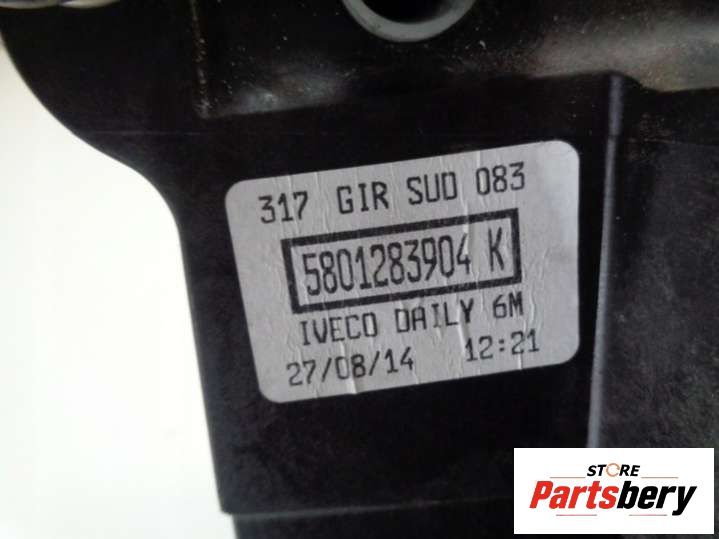 317 GIR SUD 083
5801283904 K
IVECO DAILY 6M
27/08/14 12:21
STORE
Partsbery